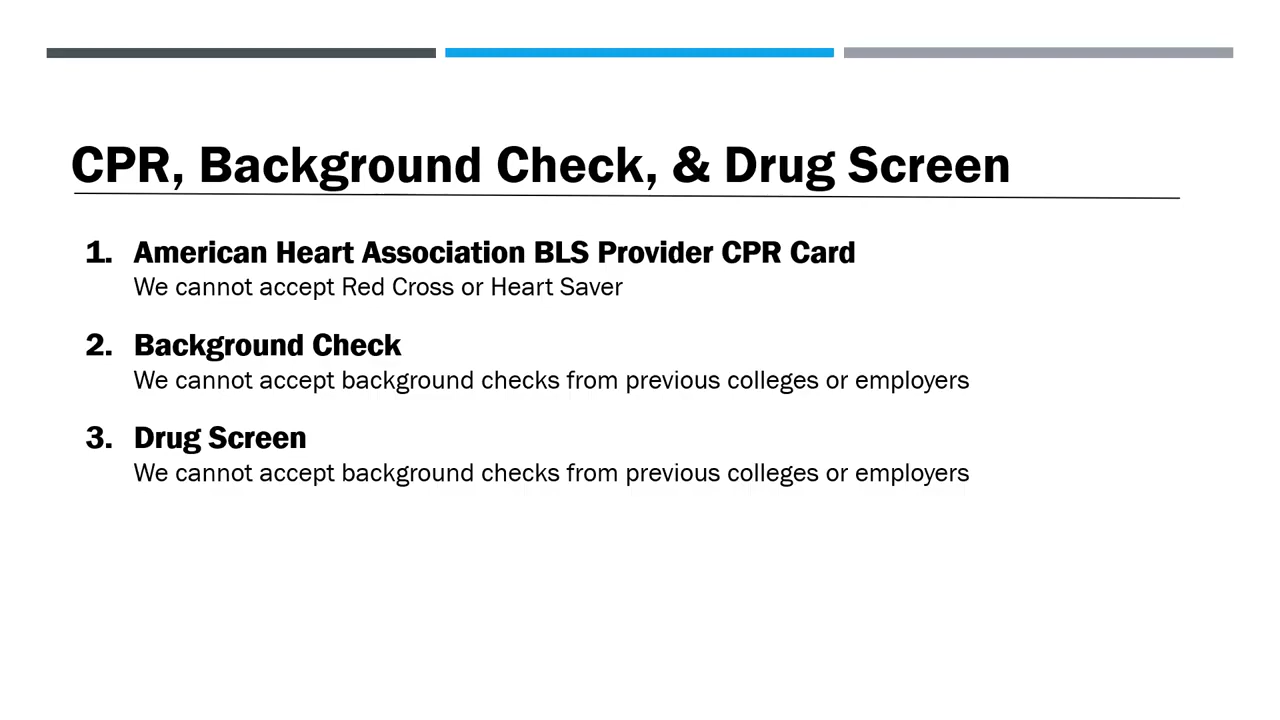 CPR, Background Check, & Drug Screen
1. American Heart Association BLS Provider CPR Card
We cannot accept Red Cross or Heart Saver
2. Background Check
We cannot accept background checks from previous colleges or employers
3. Drug Screen
We cannot accept background checks from previous colleges or employers